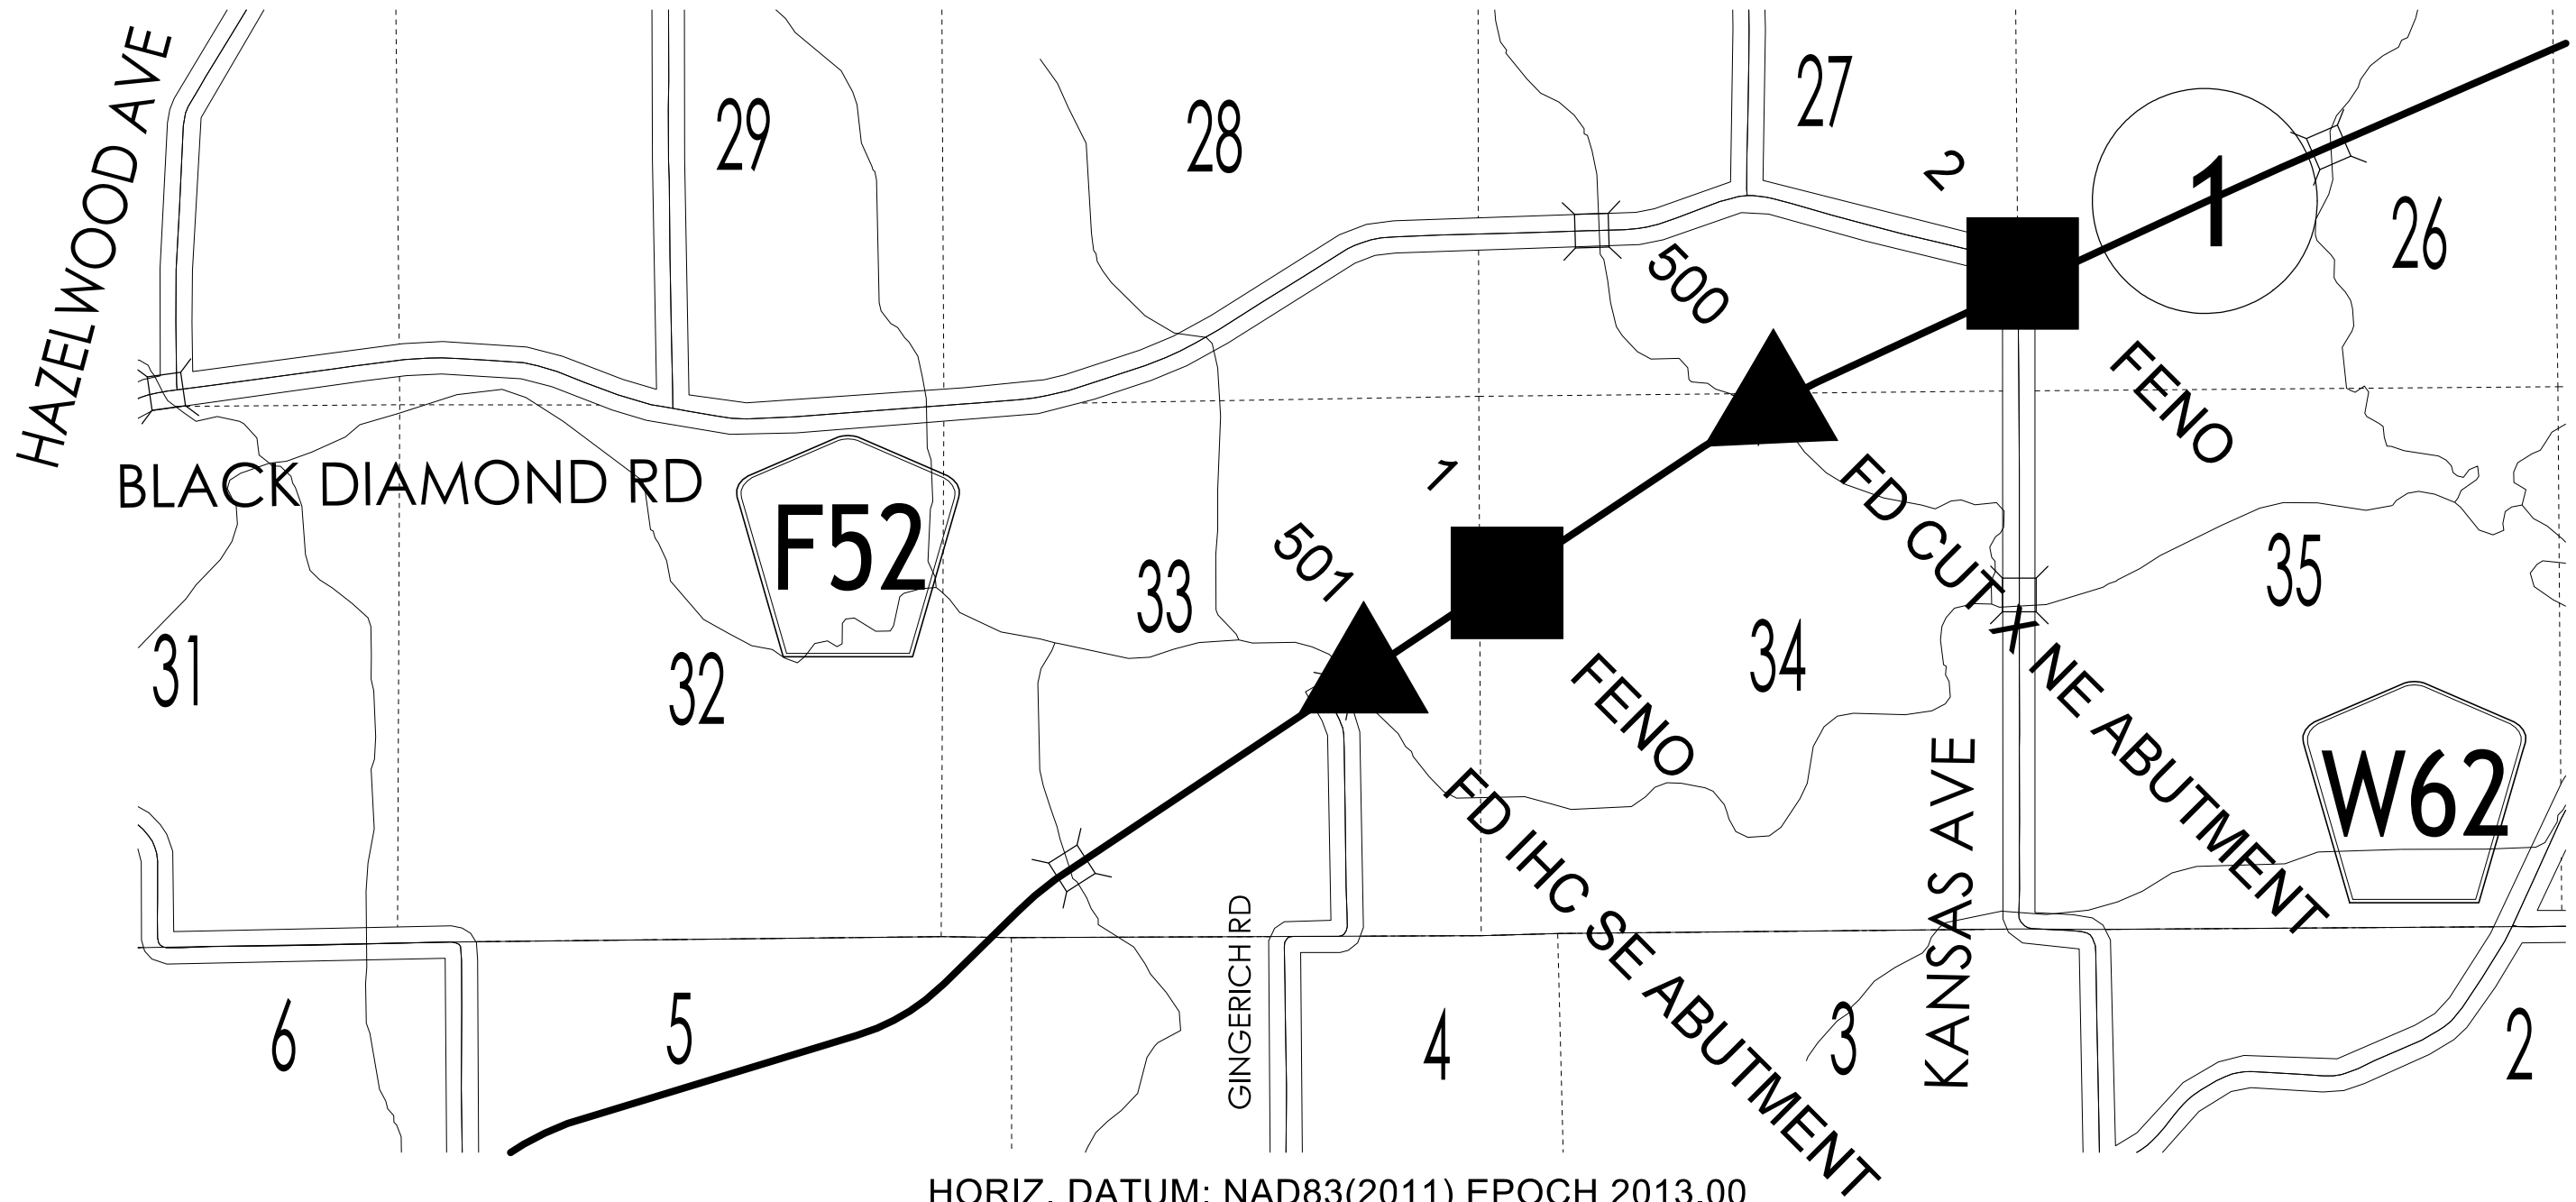 HAZELWOOD AVE
29
28
27
2
1
26
500
FENO
BLACK DIAMOND RD
F52
1
FD CUT X NE ABUTMENT
501
33
35
31
32
34
FENO
W62
FD IHC SE ABUTMENT
KANSAS AVE
GINGERICH RD
6
5
4
3
2
HORIZ. DATUM: NAD83(2011) EPOCH 2013.00